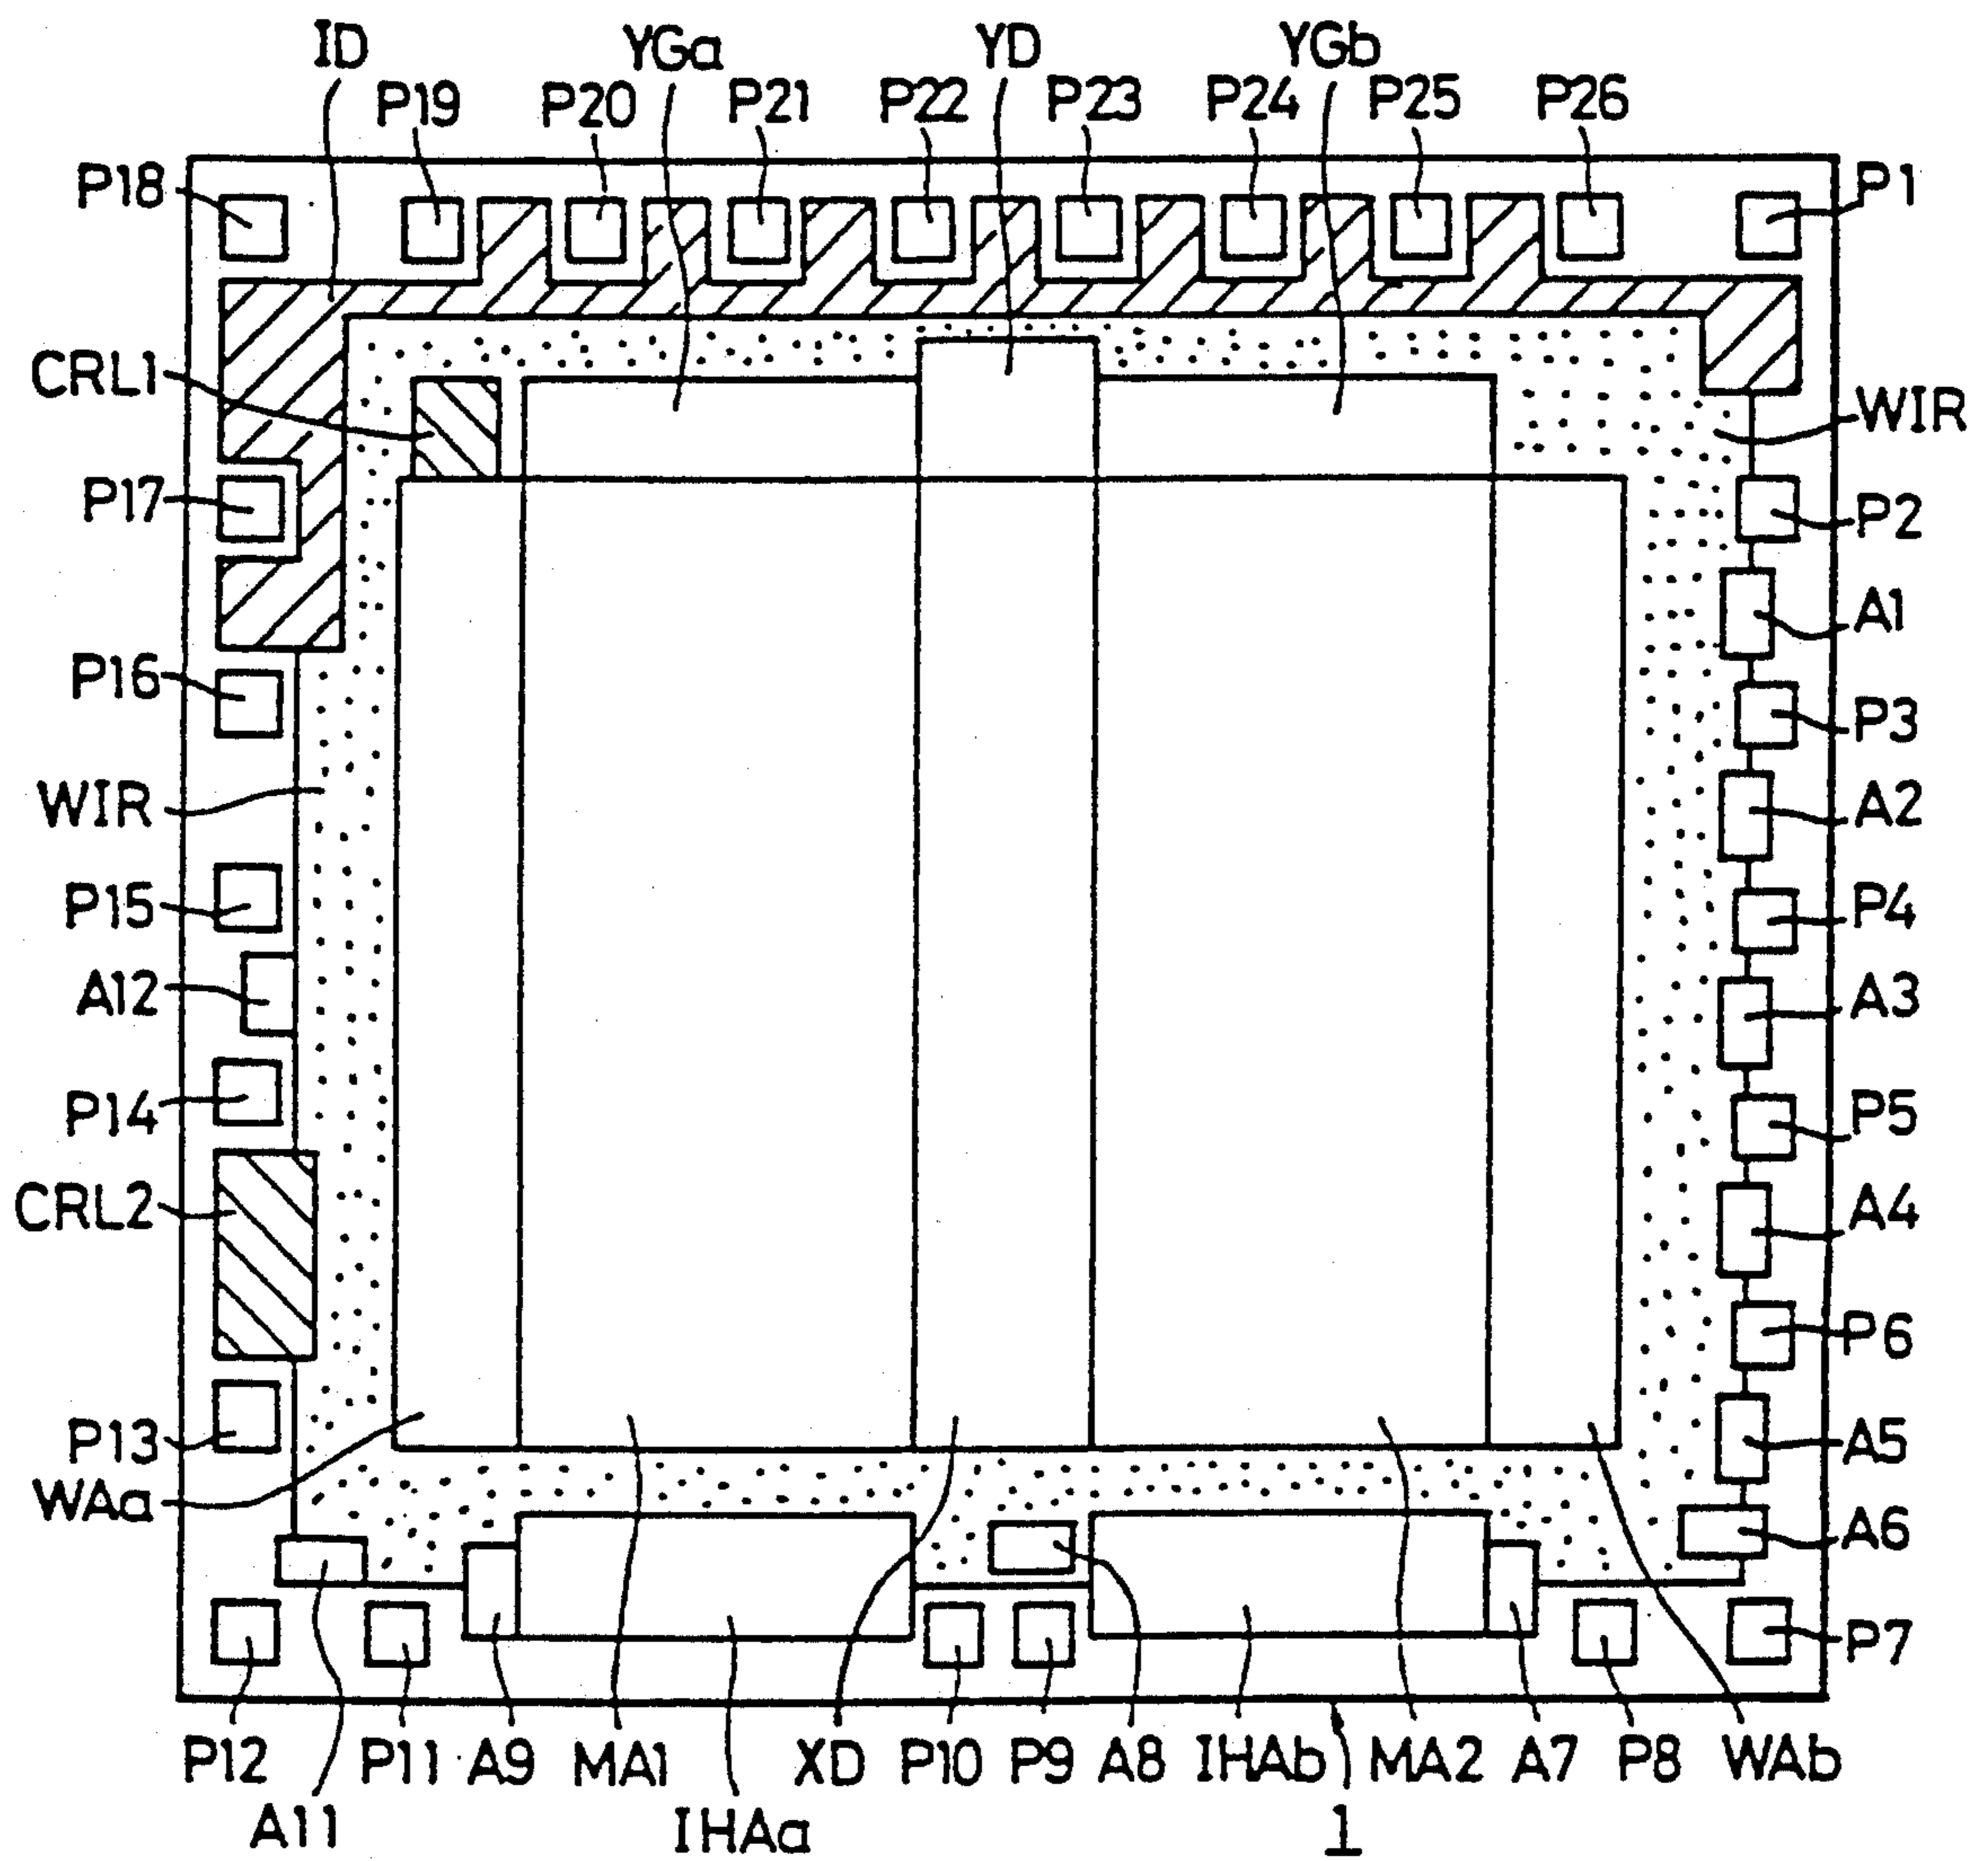 ID YGa YD YGb
P19 P20 P21 P22 P23 P24 P25 P26
P18 P1
CRL1 WIR
P17 P2
A1
P16 P3
WIR A2
P15 P4
A12 A3
P14 P5
CRL2 A4
P6
P13 A5
WAa A6
P7
P12 P11 A9 MA1 XD P10 P9 A8 IHAb MA2 A7 P8 WAb
A11 IHAa 1